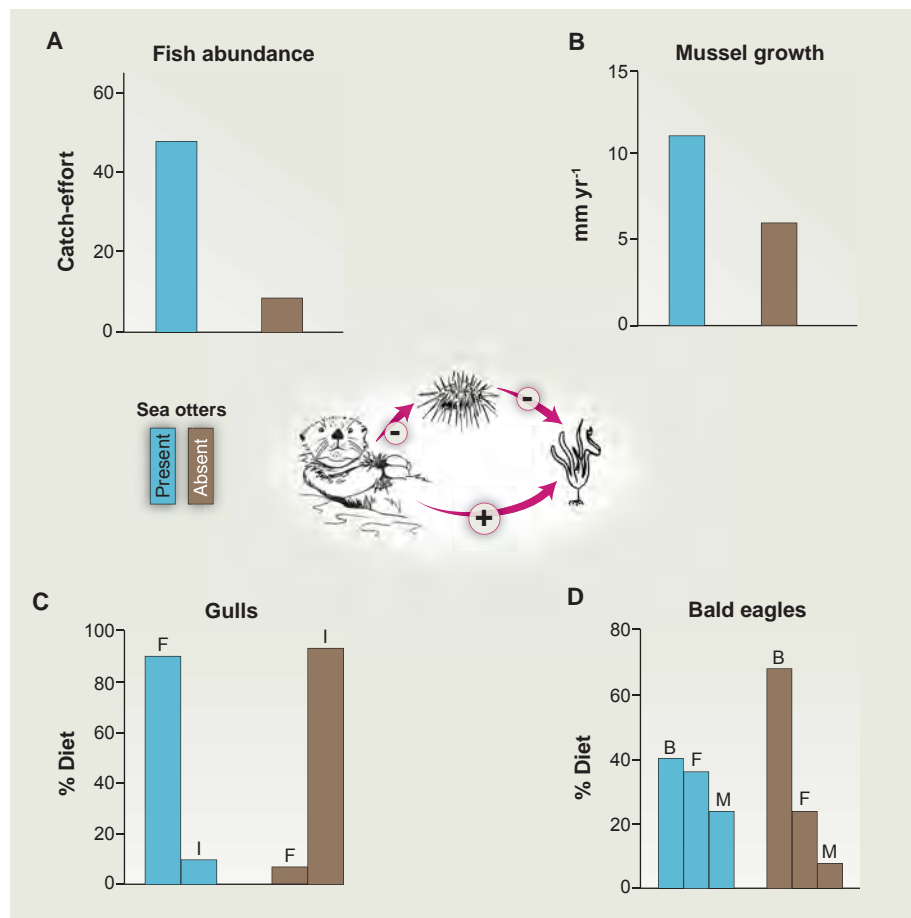 A
Fish abundance
Catch-effort
60
40
20
0
B
Mussel growth
mm yr-1
15
10
5
0
Sea otters
Present
Absent
-
-
+
C
Gulls
% Diet
100
80
60
40
20
0
F
I
F
I
D
Bald eagles
% Diet
80
60
40
20
0
B
F
M
B
F
M